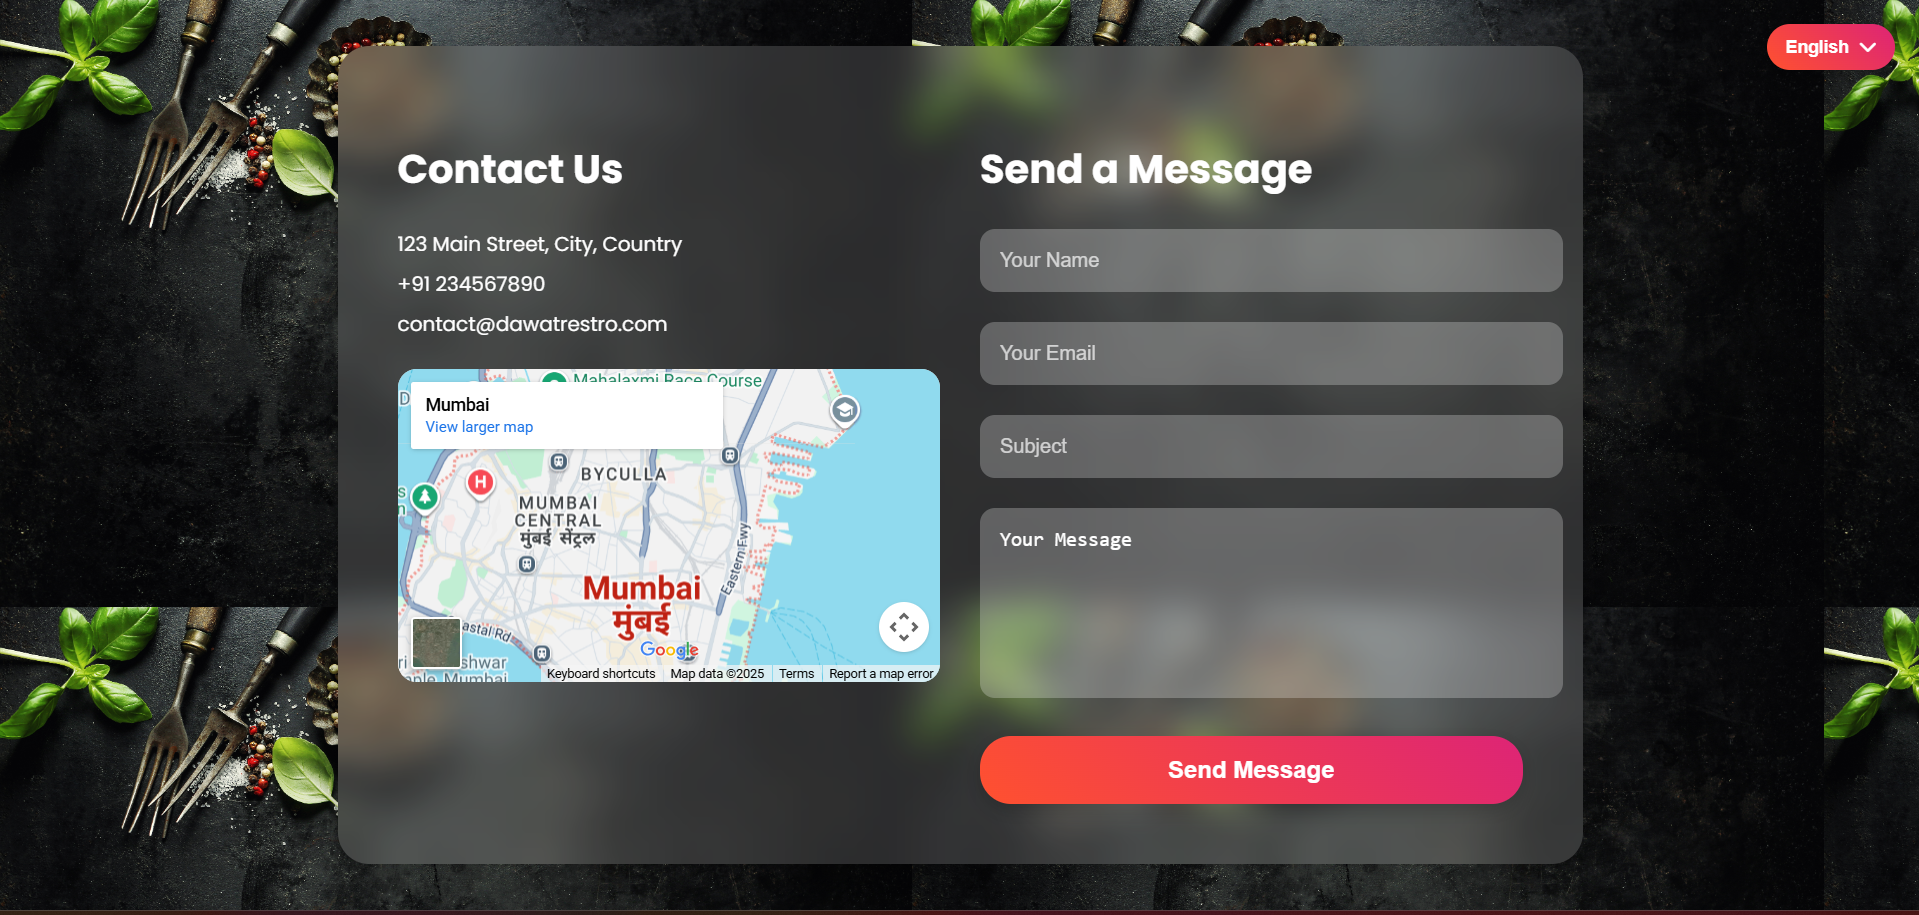 English
Contact Us
123 Main Street, City, Country
+91 234567890
contact@dawatrestro.com
Mahalaxmi Race Course
Mumbai
View larger map
BYCULLA
MUMBAI
CENTRAL
मुंबई सेंट्रल
Eastern Fwy
Mumbai
मुंबई
astal Rd
Google
shwar
Mumbai
Keyboard shortcuts
Map data ©2025
Terms
Report a map error
Send a Message
Your Name
Your Email
Subject
Your Message
Send Message